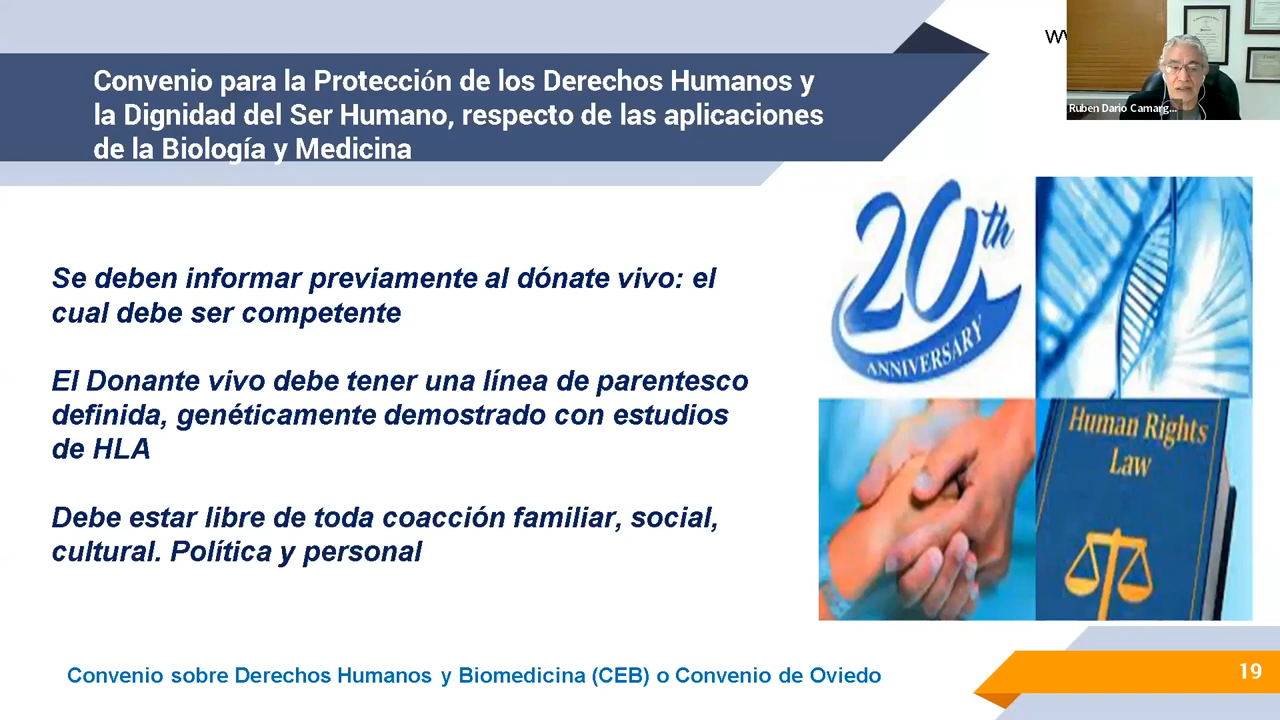 Convenio para la Protección de los Derechos Humanos y
la Dignidad del Ser Humano, respecto de las aplicaciones
de la Biología y Medicina
Ruben Dario Camarg...
Se deben informar previamente al dónate vivo: el
cual debe ser competente
El Donante vivo debe tener una línea de parentesco
definida, genéticamente demostrado con estudios
de HLA
Debe estar libre de toda coacción familiar, social,
cultural. Política y personal
20th
ANNIVERSARY
Human Rights
Law
Convenio sobre Derechos Humanos y Biomedicina (CEB) o Convenio de Oviedo
19